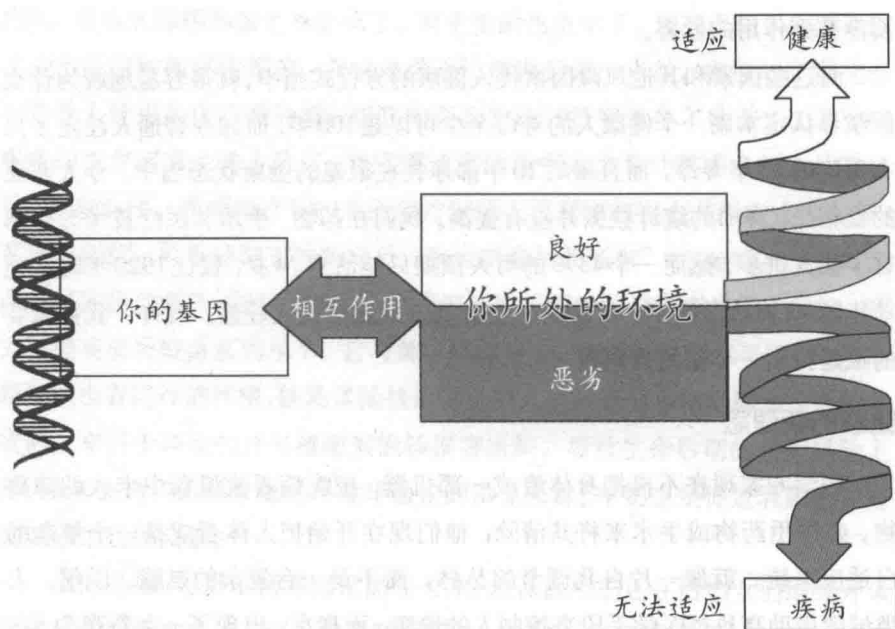 适应 健康
良好
你的基因 相互作用 你所处的环境
恶劣
无法适应 疾病